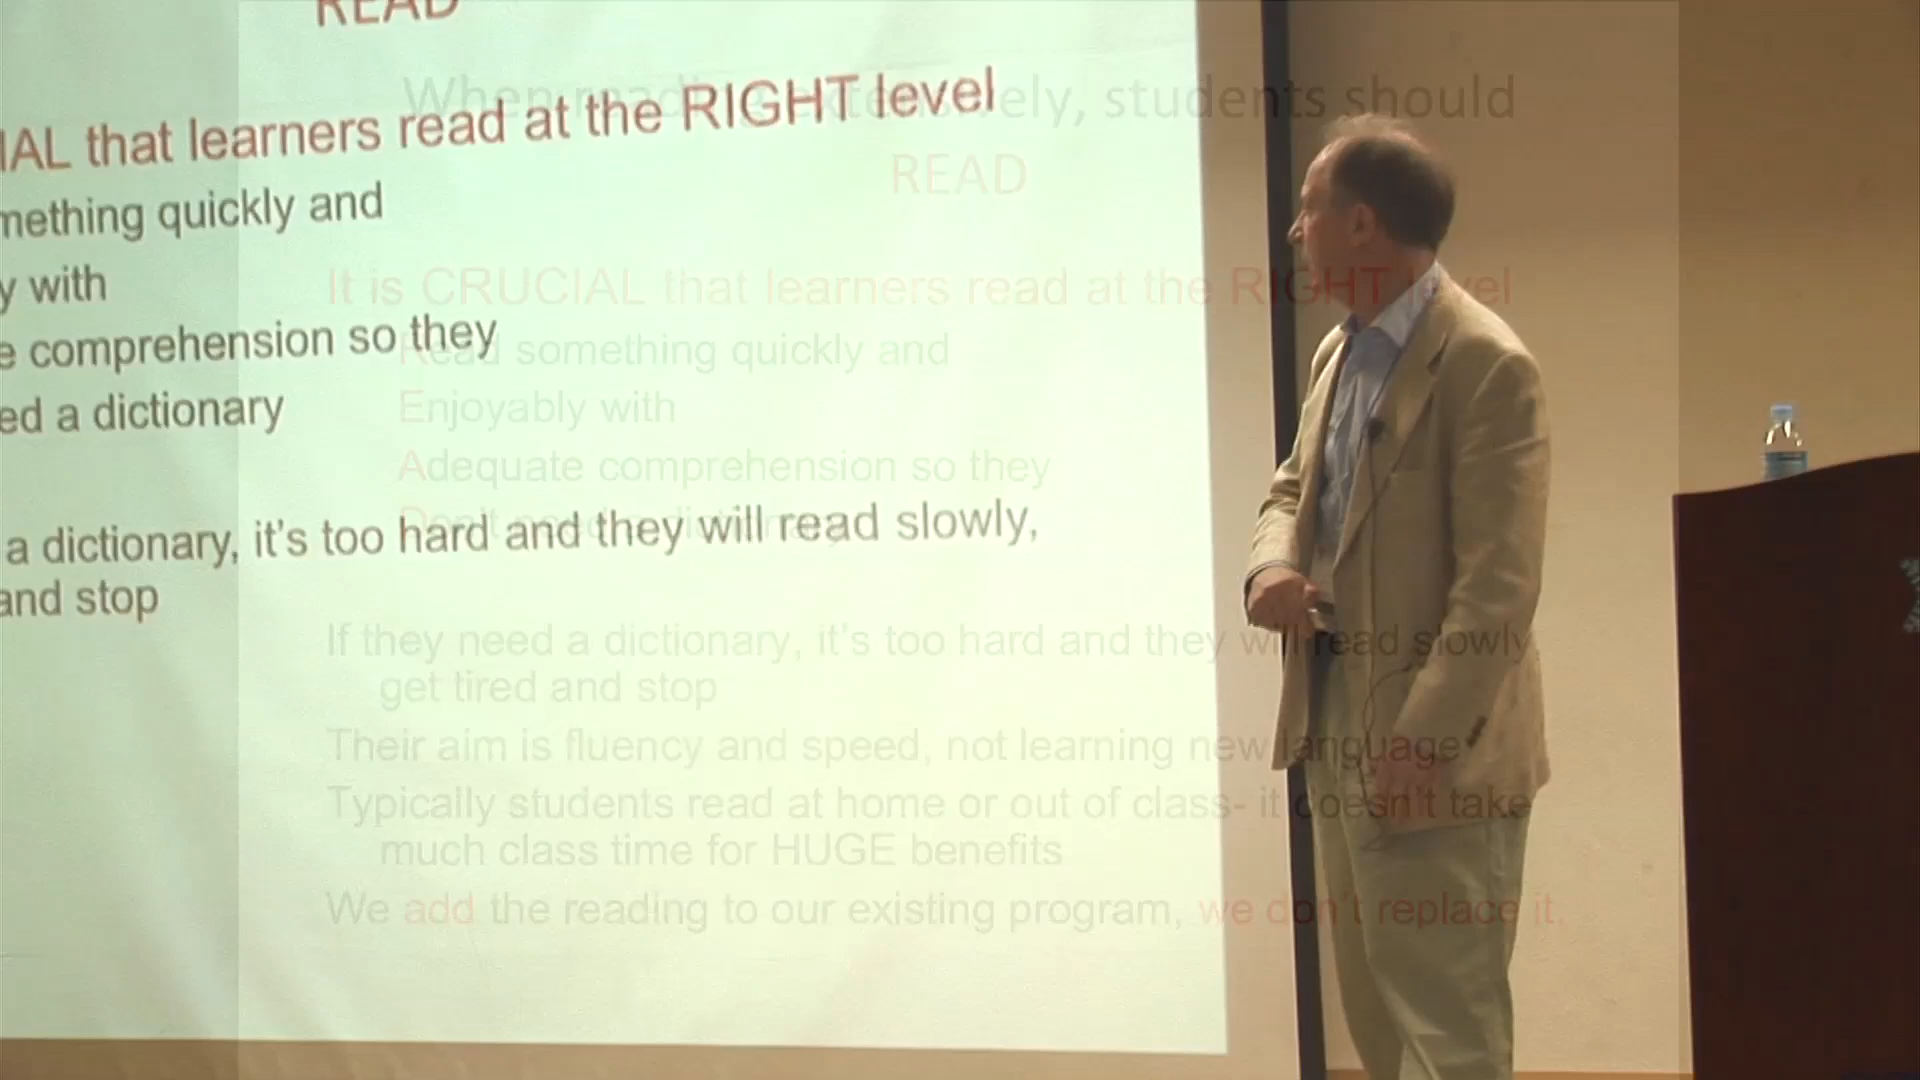 READ
IAL that learners read at the RIGHT level
mething quickly and
y with
e comprehension so they
ed a dictionary
a dictionary, it's too hard and they will read slowly,
and stop
When reading extensively, students should
READ
It is CRUCIAL that learners read at the RIGHT level
Read something quickly and
Enjoyably with
Adequate comprehension so they
Don't need a dictionary
If they need a dictionary, it's too hard and they will read slowly
get tired and stop
Their aim is fluency and speed, not learning new language
Typically students read at home or out of class- it doesn't take
much class time for HUGE benefits
We add the reading to our existing program, we don't replace it.